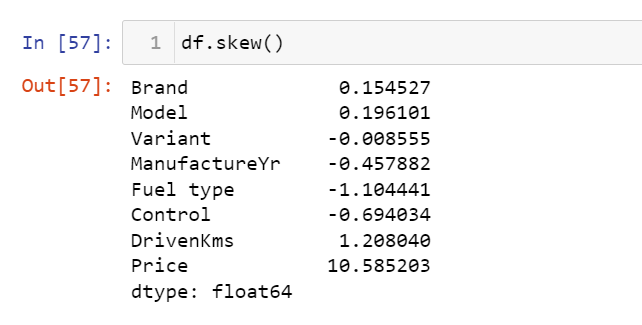 In [57]: 1 df.skew()
Out[57]: Brand 0.154527
Model 0.196101
Variant -0.008555
ManufactureYr -0.457882
Fuel type -1.104441
Control -0.694034
DrivenKms 1.208040
Price 10.585203
dtype: float64